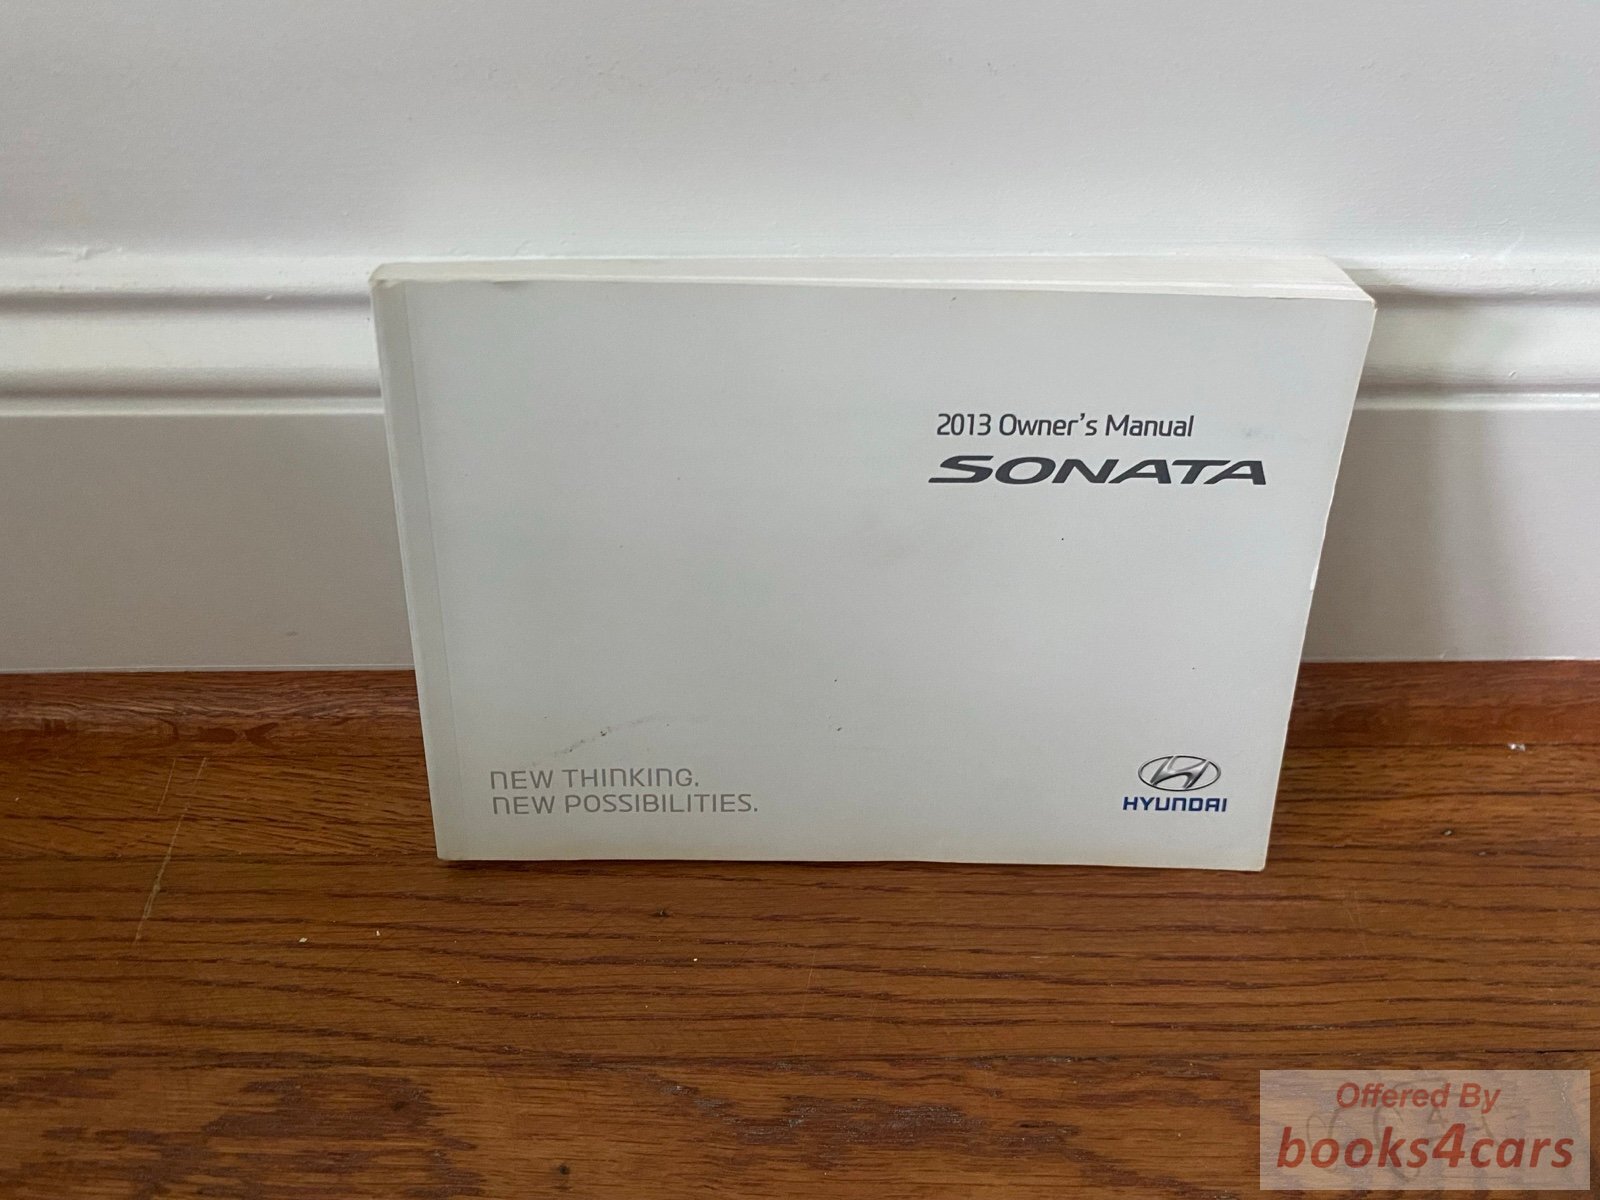 2013 Owner's Manual
SONATA
NEW THINKING.
NEW POSSIBILITIES.
HYUNDAI
Offered By
books4cars